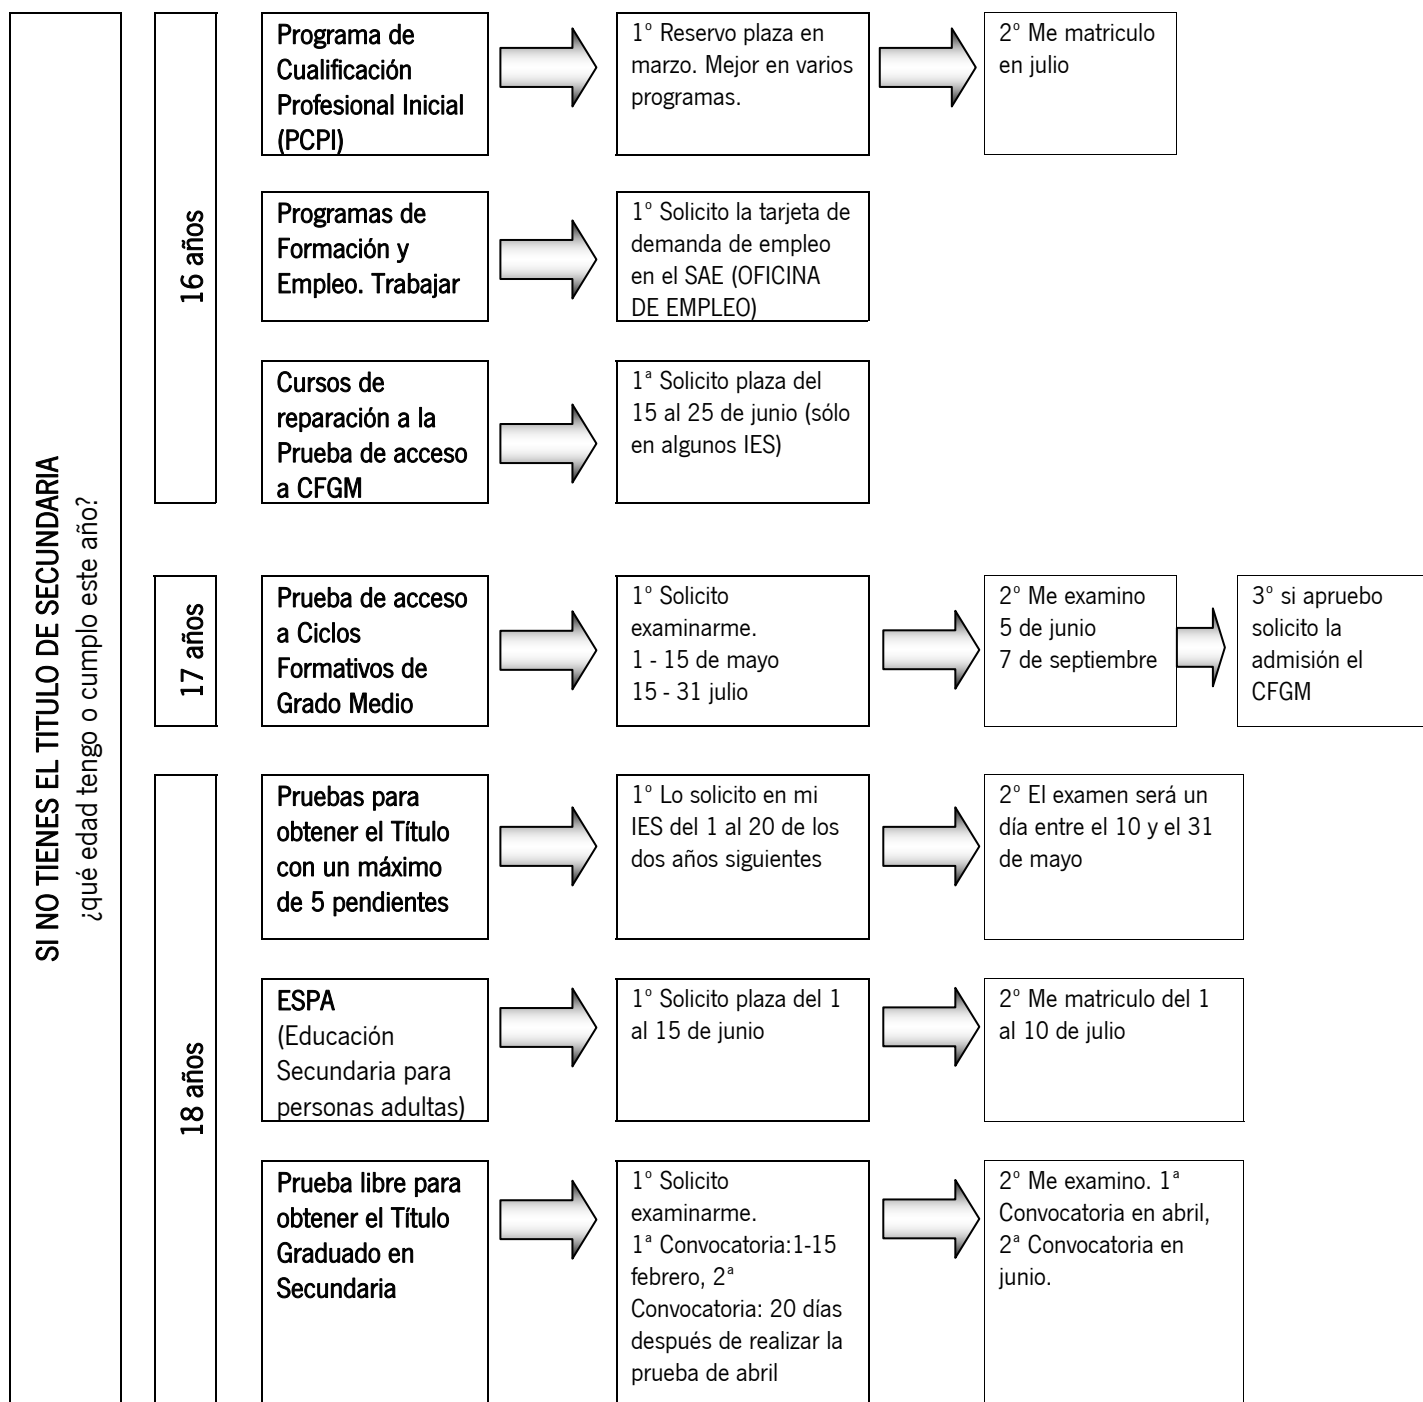 SI NO TIENES EL TITULO DE SECUNDARIA
¿qué edad tengo o cumplo este año?
16 años
Programa de
Cualificación
Profesional Inicial
(PCPI)
1º Reservo plaza en
marzo. Mejor en varios
programas.
2º Me matriculo
en julio
Programas de
Formación y
Empleo. Trabajar
1º Solicito la tarjeta de
demanda de empleo
en el SAE (OFICINA
DE EMPLEO)
Cursos de
reparación a la
Prueba de acceso
a CFGM
1ª Solicito plaza del
15 al 25 de junio (sólo
en algunos IES)
17 años
Prueba de acceso
a Ciclos
Formativos de
Grado Medio
1º Solicito
examinarme.
1 - 15 de mayo
15 - 31 julio
2º Me examino
5 de junio
7 de septiembre
3º si apruebo
solicito la
admisión el
CFGM
18 años
Pruebas para
obtener el Título
con un máximo
de 5 pendientes
1º Lo solicito en mi
IES del 1 al 20 de los
dos años siguientes
2º El examen será un
día entre el 10 y el 31
de mayo
ESPA
(Educación
Secundaria para
personas adultas)
1º Solicito plaza del 1
al 15 de junio
2º Me matriculo del 1
al 10 de julio
Prueba libre para
obtener el Título
Graduado en
Secundaria
1º Solicito
examinarme.
1ª Convocatoria:1-15
febrero, 2ª
Convocatoria: 20 días
después de realizar la
prueba de abril
2º Me examino. 1ª
Convocatoria en abril,
2ª Convocatoria en
junio.